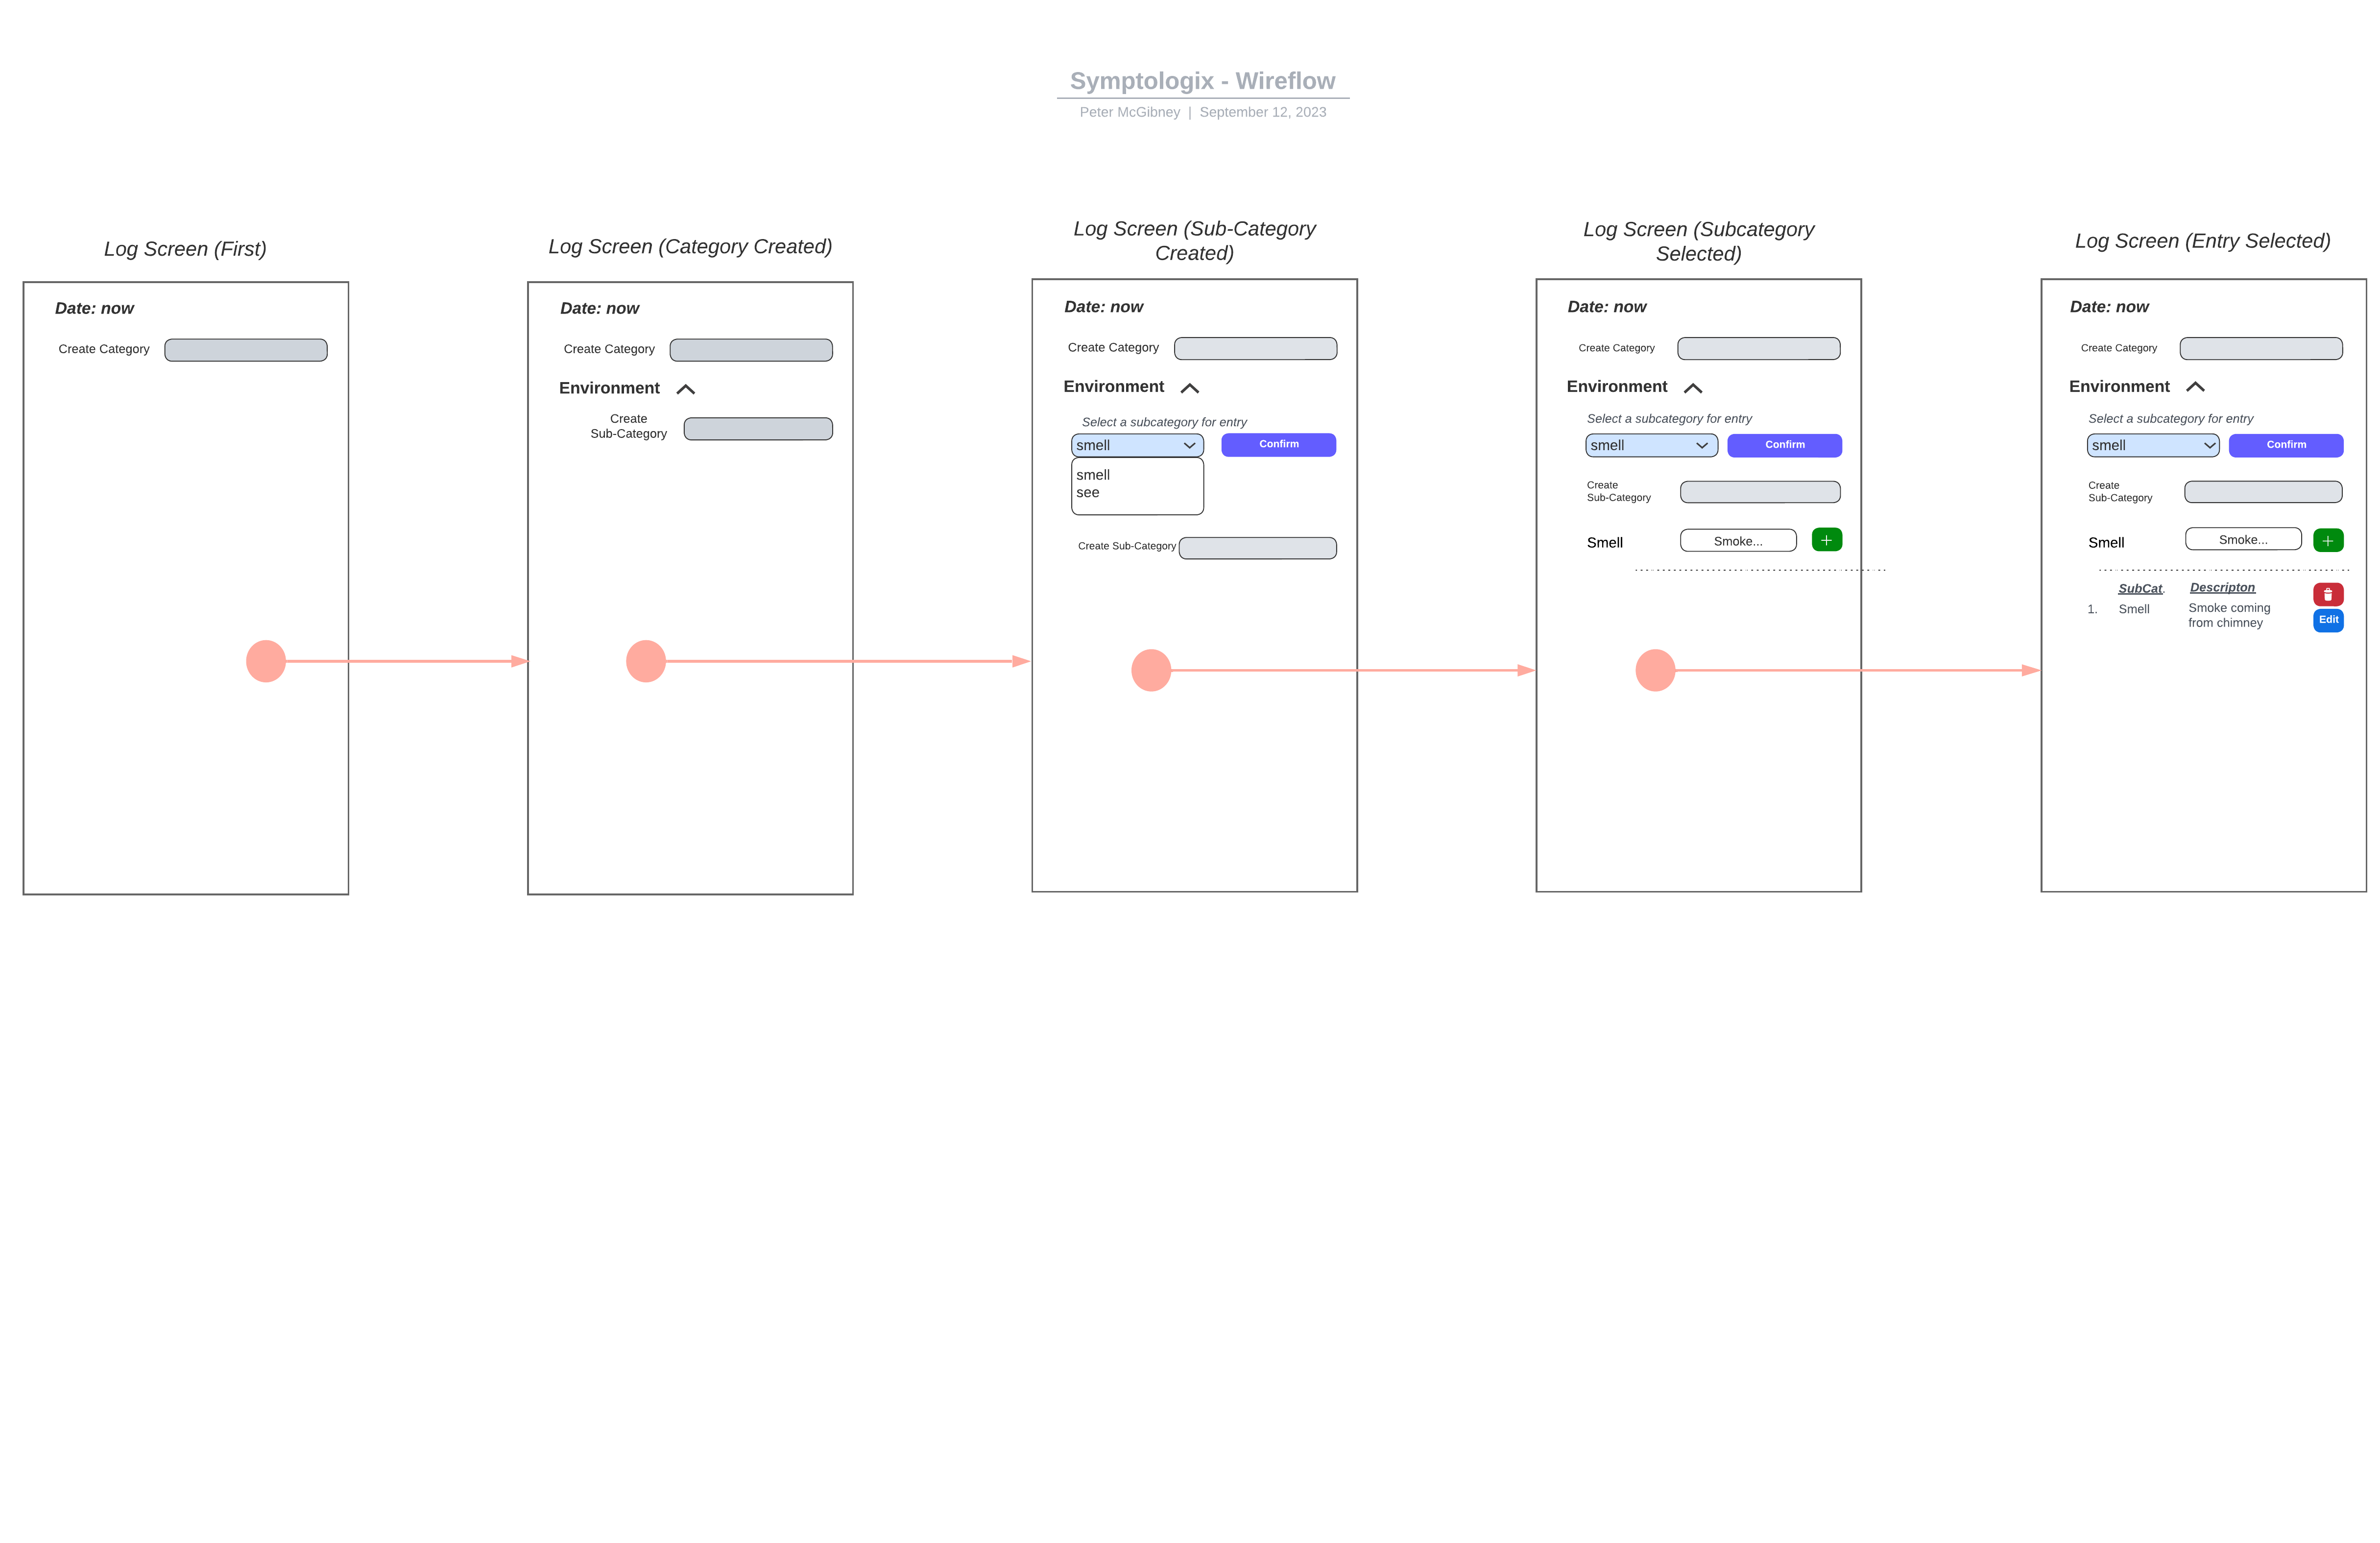 Symptologix - Wireflow
Peter McGibney | September 12, 2023
Log Screen (First)
Date: now
Create Category
Log Screen (Category Created)
Date: now
Create Category
Environment
Create
Sub-Category
Log Screen (Sub-Category
Created)
Date: now
Create Category
Environment
Select a subcategory for entry
smell
Confirm
smell
see
Create Sub-Category
Log Screen (Subcategory
Selected)
Date: now
Create Category
Environment
Select a subcategory for entry
smell
Confirm
Create
Sub-Category
Smell
Smoke...
Log Screen (Entry Selected)
Date: now
Create Category
Environment
Select a subcategory for entry
smell
Confirm
Create
Sub-Category
Smell
Smoke...
SubCat. Descripton
1. Smell Smoke coming
from chimney
Edit